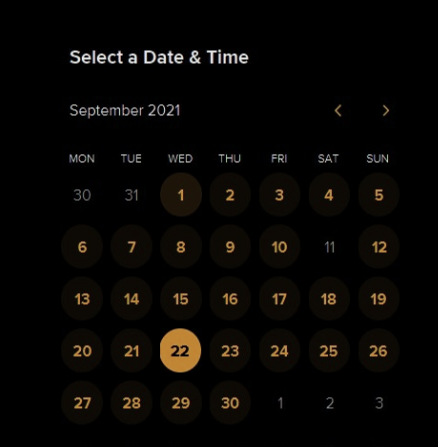 Select a Date & Time
September 2021
MON TUE WED THU FRI SAT SUN
30 31 1 2 3 4 5
6 7 8 9 10 11 12
13 14 15 16 17 18 19
20 21 22 23 24 25 26
27 28 29 30 1 2 3